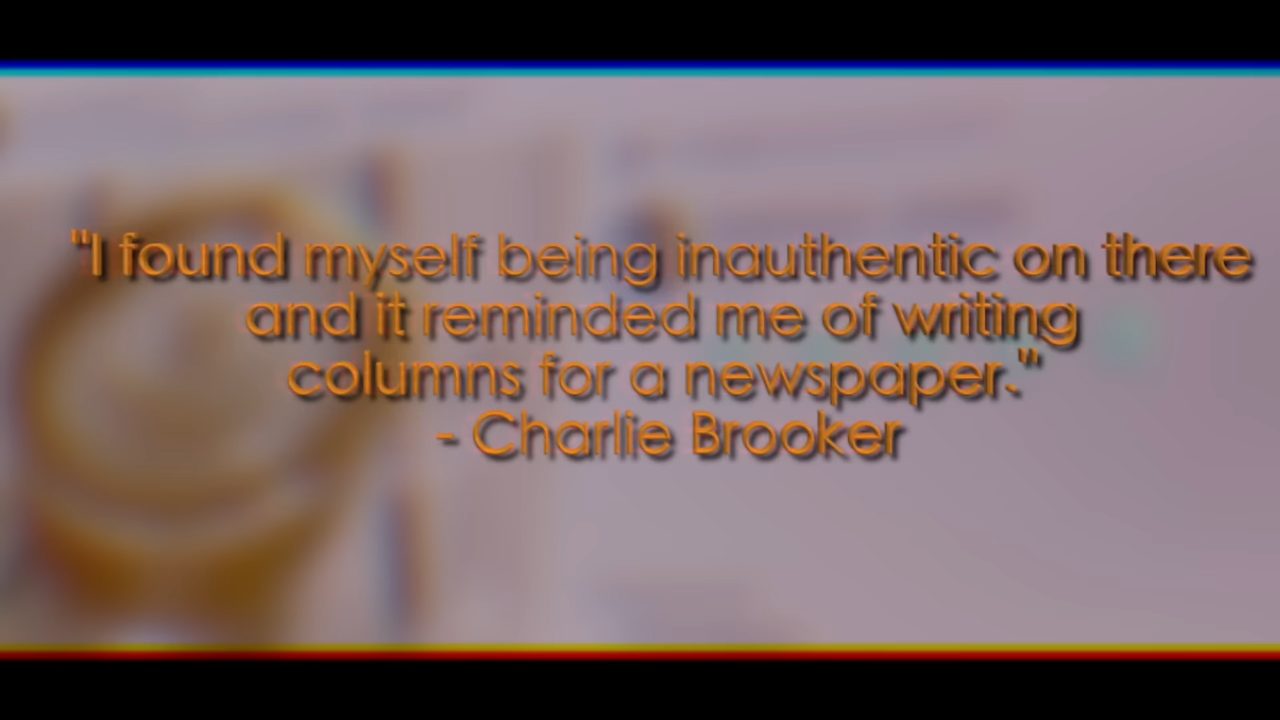 "I found myself being inauthentic on there
and it reminded me of writing
columns for a newspaper."
- Charlie Brooker